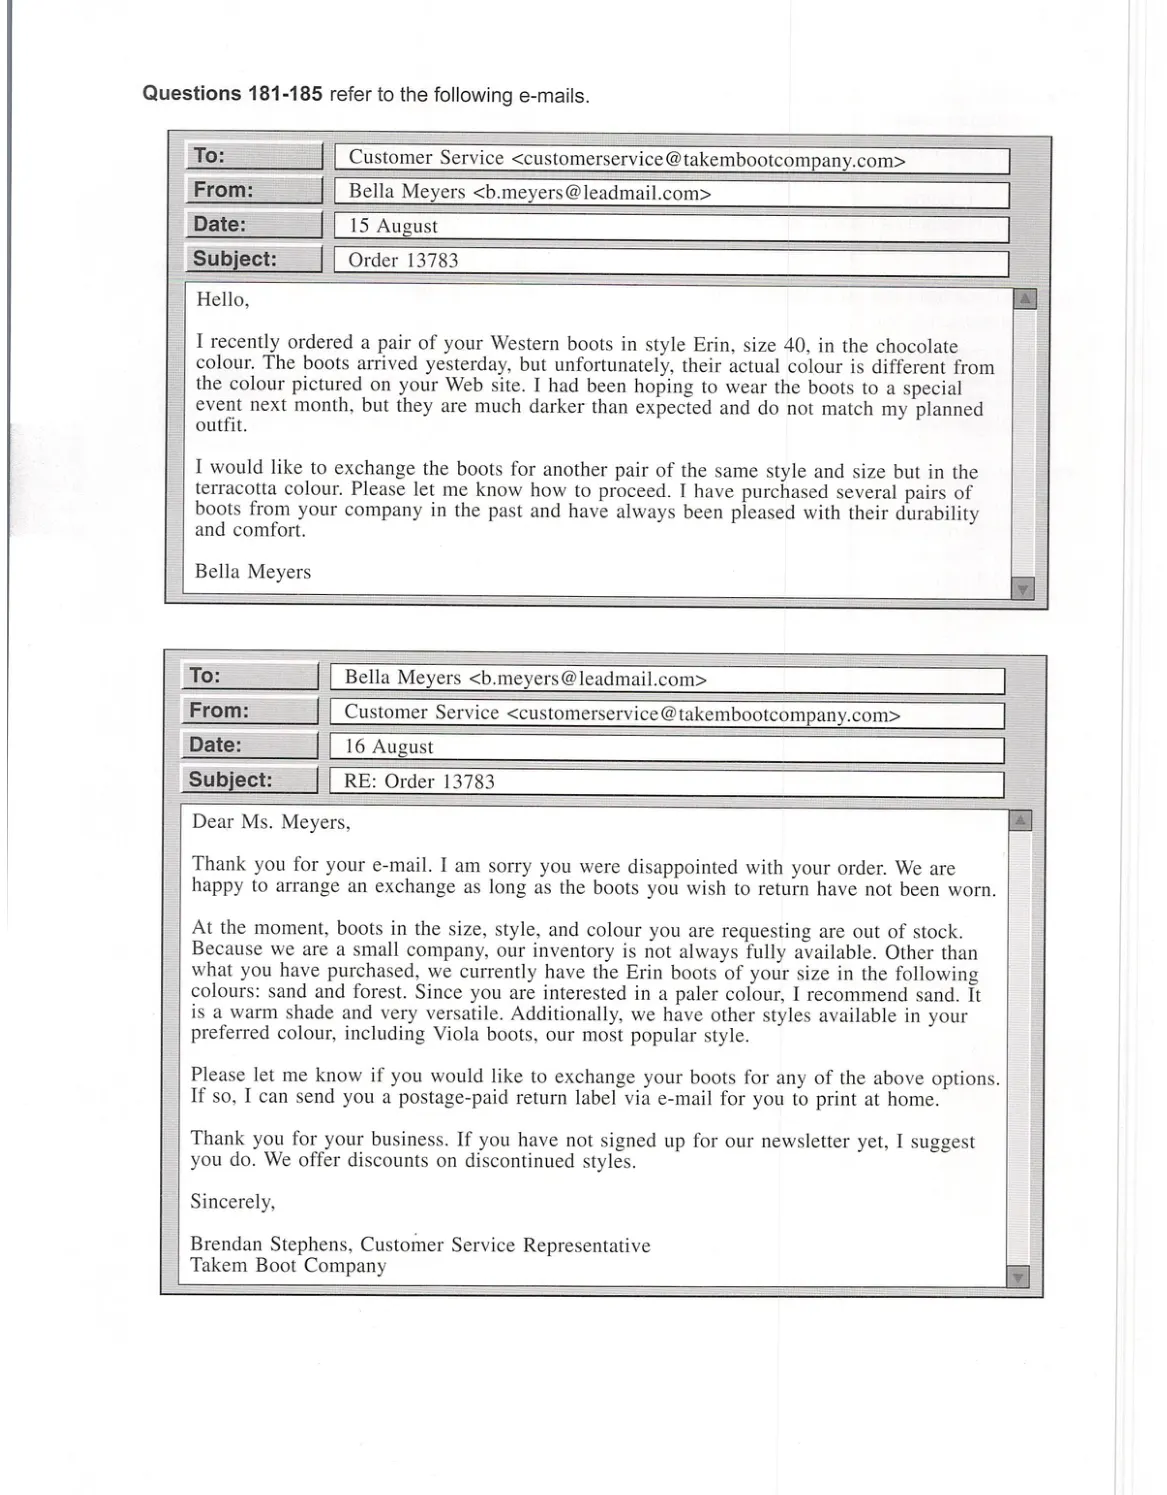 Questions 181-185 refer to the following e-mails.
To: Customer Service <customerservice@takembootcompany.com>
From: Bella Meyers <b.meyers@leadmail.com>
Date: 15 August
Subject: Order 13783
Hello,
I recently ordered a pair of your Western boots in style Erin, size 40, in the chocolate
colour. The boots arrived yesterday, but unfortunately, their actual colour is different from
the colour pictured on your Web site. I had been hoping to wear the boots to a special
event next month, but they are much darker than expected and do not match my planned
outfit.
I would like to exchange the boots for another pair of the same style and size but in the
terracotta colour. Please let me know how to proceed. I have purchased several pairs of
boots from your company in the past and have always been pleased with their durability
and comfort.
Bella Meyers
To: Bella Meyers <b.meyers@leadmail.com>
From: Customer Service <customerservice@takembootcompany.com>
Date: 16 August
Subject: RE: Order 13783
Dear Ms. Meyers,
Thank you for your e-mail. I am sorry you were disappointed with your order. We are
happy to arrange an exchange as long as the boots you wish to return have not been worn.
At the moment, boots in the size, style, and colour you are requesting are out of stock.
Because we are a small company, our inventory is not always fully available. Other than
what you have purchased, we currently have the Erin boots of your size in the following
colours: sand and forest. Since you are interested in a paler colour, I recommend sand. It
is a warm shade and very versatile. Additionally, we have other styles available in your
preferred colour, including Viola boots, our most popular style.
Please let me know if you would like to exchange your boots for any of the above options.
If so, I can send you a postage-paid return label via e-mail for you to print at home.
Thank you for your business. If you have not signed up for our newsletter yet, I suggest
you do. We offer discounts on discontinued styles.
Sincerely,
Brendan Stephens, Customer Service Representative
Takem Boot Company